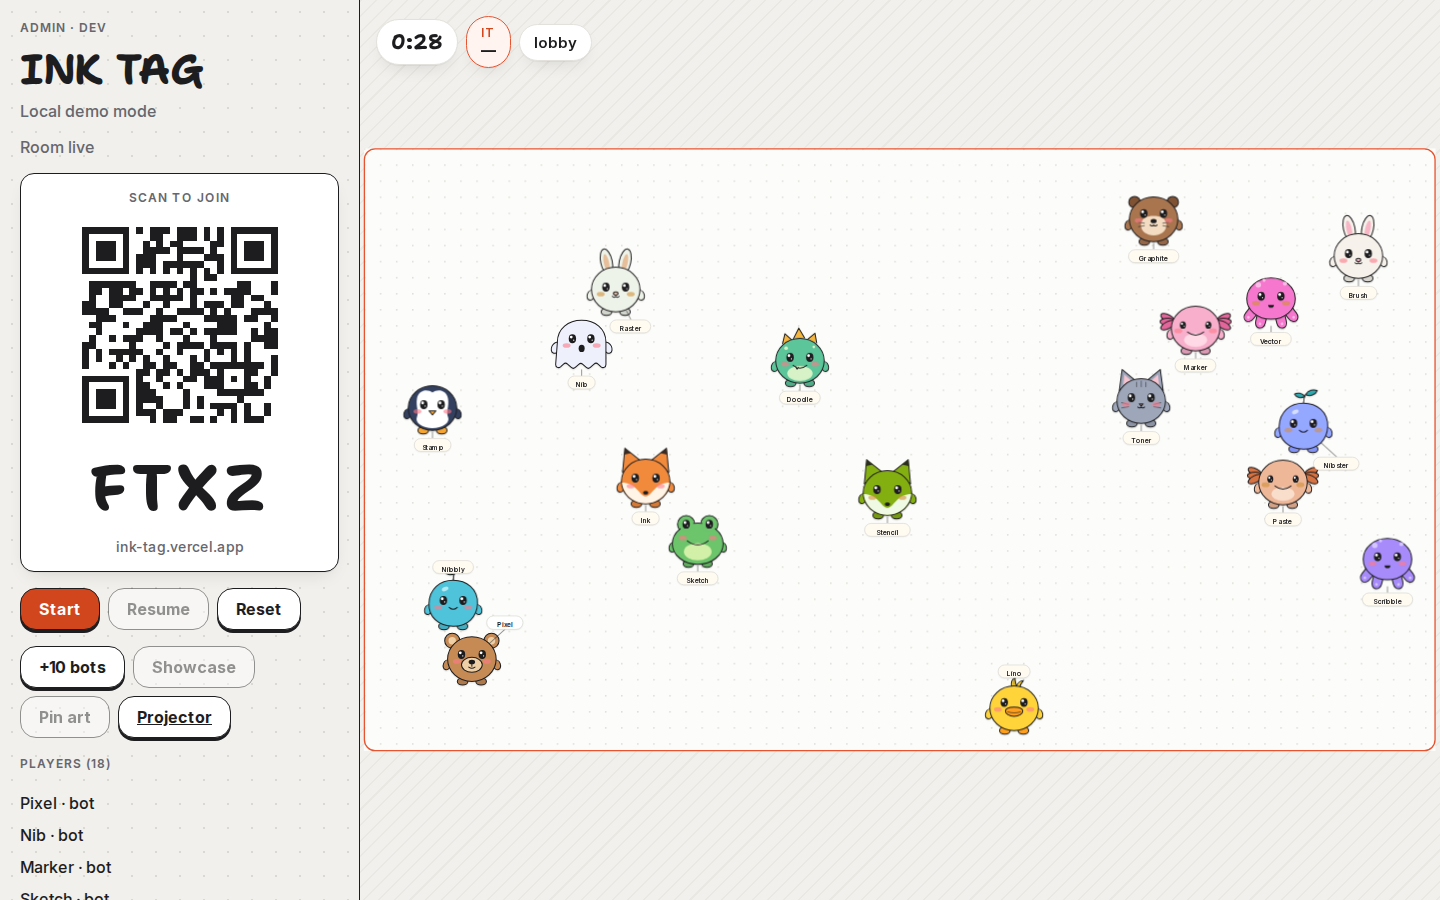 ADMIN · DEV
INK TAG
Local demo mode
Room live
SCAN TO JOIN
FTXZ
ink-tag.vercel.app
Start
Resume
Reset
+10 bots
Showcase
Pin art
Projector
PLAYERS (18)
Pixel · bot
Nib · bot
Marker · bot
Sketch · bot
0:28
IT
—
lobby
Graphite
Brush
Raster
Vector
Marker
Nib
Doodle
Toner
Stamp
Nibster
Ink
Paste
Stencil
Sketch
Nibbly
Scribble
Pixel
Lino